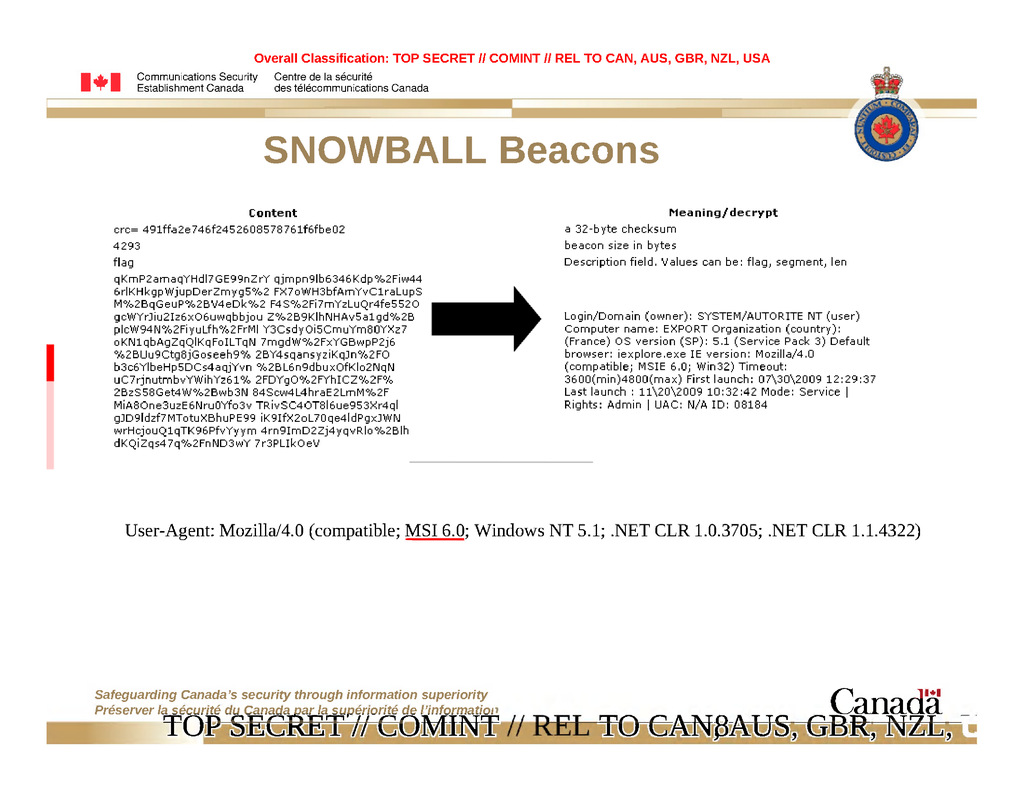 Overall Classification: TOP SECRET // COMINT // REL TO CAN, AUS, GBR, NZL, USA
Communications Security Centre de la sécurité
Establishment Canada des télécommunications Canada
SNOWBALL Beacons
Content
crc= 491ffa2e746f2452608578761f6fbe02
4293
flag
qKmP2amaqYHdl7GE99nZrY qjmpn9lb6346Kdp%2Fiw44
6rlKHkgpWjupDerZmyg5%2 FX7oWH3bfAmYvC1raLupS
M%2BqGeuP%2BV4eDk%2 F4S%2Fi7mYzLuQr4fe552O
gcWYrJiu2Iz6xO6uwqbbjou Z%2B9KlhNHAv5a1gd%2B
plcW94N%2FiyuLfh%2FrMl Y3CsdyOi5CmuYm80YXz7
oKN1qbAgZqQlKqFoILTqN 7mgdW%2FxYGBwpP2j6
%2BUu9Ctg8jGoseeh9% 2BY4sqansyziKqJn%2FO
b3c6YlbeHp5DCs4aqjYvn %2BL6n9dbuxOfKlo2NqN
uC7rjnutmbvYWihYz61% 2FDYgO%2FYhICZ%2F%
2BzS58Get4W%2Bwb3N 84Scw4L4hraE2LmM%2F
MiA8One3uzE6Nru0Yfo3v TRivSC4OT8l6ue953Xr4ql
gJD9ldzf7MTotuXBhuPE99 iK9IfX2oL70qe4ldPgxJWN
wrHcjouQ1qTK96PfvYyym 4rn9ImD2Zj4yqvRlo%2Blh
dKQiZqs47q%2FnND3wY 7r3PLIkOeV
Meaning/decrypt
a 32-byte checksum
beacon size in bytes
Description field. Values can be: flag, segment, len
Login/Domain (owner): SYSTEM/AUTORITE NT (user)
Computer name: EXPORT Organization (country):
(France) OS version (SP): 5.1 (Service Pack 3) Default
browser: iexplore.exe IE version: Mozilla/4.0
(compatible; MSIE 6.0; Win32) Timeout:
3600(min)4800(max) First launch: 07\30\2009 12:29:37
Last launch : 11\20\2009 10:32:42 Mode: Service |
Rights: Admin | UAC: N/A ID: 08184
User-Agent: Mozilla/4.0 (compatible; MSI 6.0; Windows NT 5.1; .NET CLR 1.0.3705; .NET CLR 1.1.4322)
Safeguarding Canada's security through information superiority
Préserver la sécurité du Canada par la supériorité de l'information
Canada
TOP SECRET // COMINT // REL TO CAN, AUS, GBR, NZL,
8